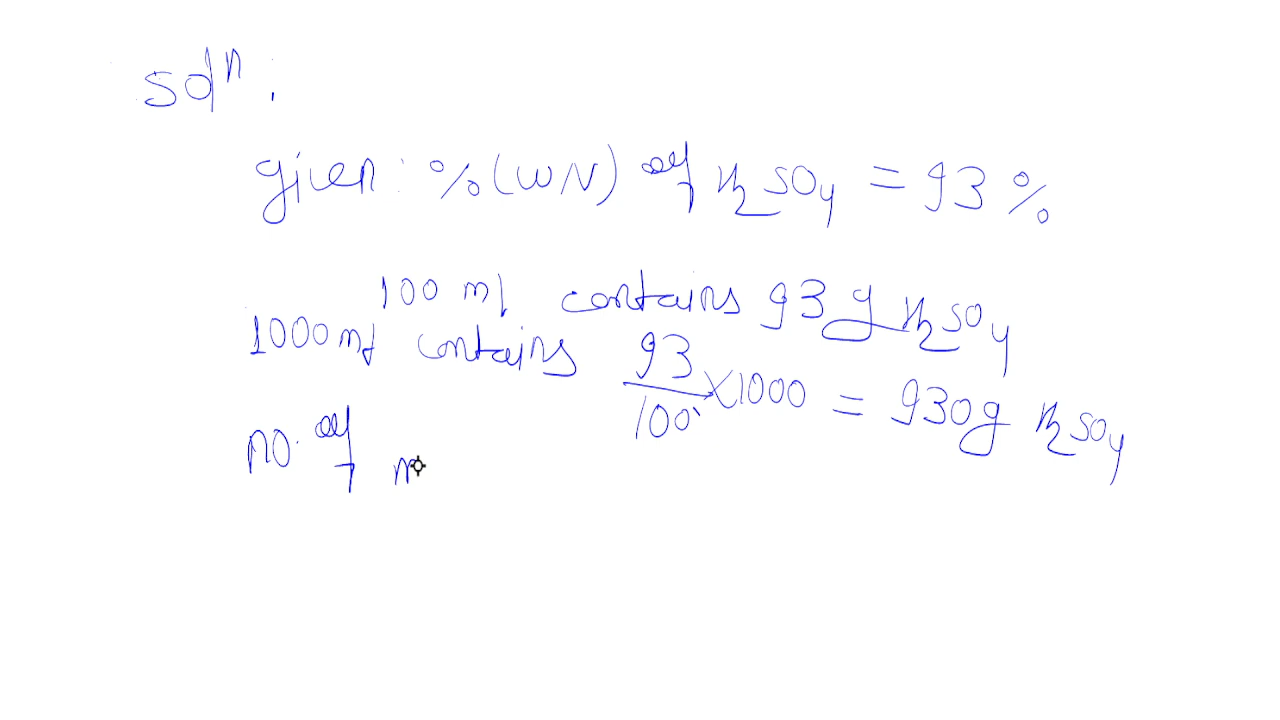 Solⁿ.
given: % (W/V) of H2SO4 = 93 %
100 ml contains 93 g H2SO4
1000 ml contains 93/100 × 1000 = 930 g H2SO4
no. of m